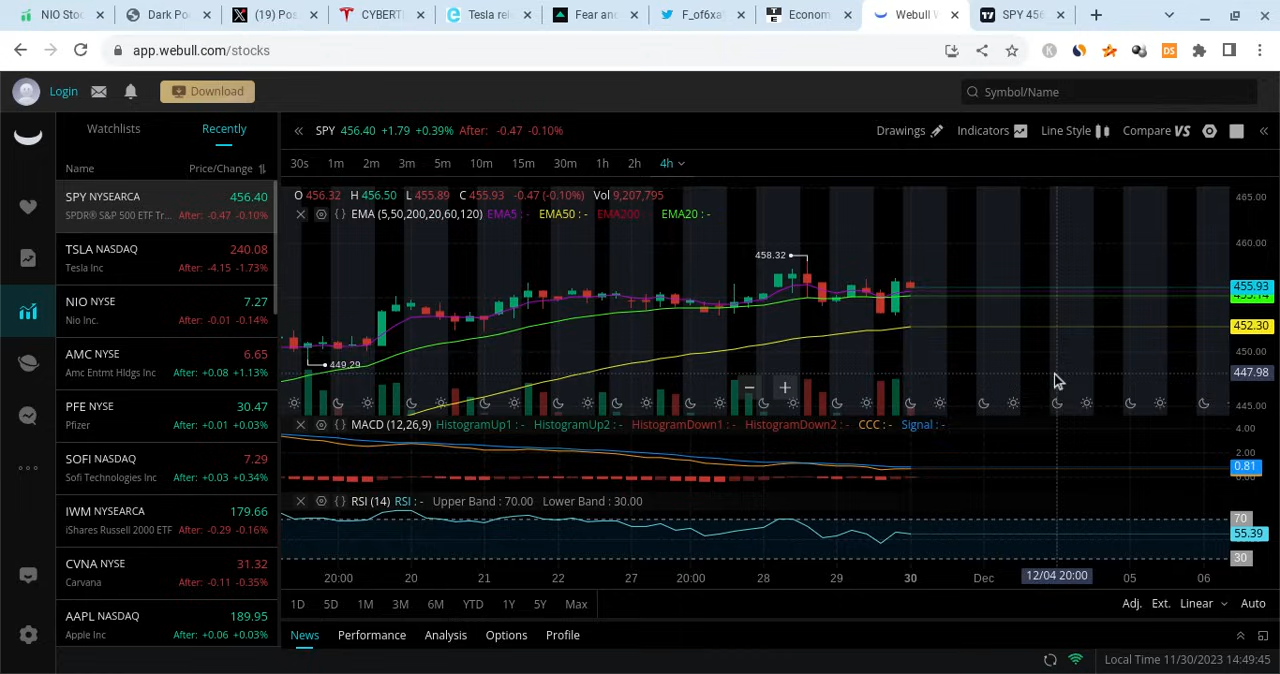 NIO Stoc
Dark Po
(19) Po
CYBERT
Tesla rel
Fear an
F_of6xa
Econom
Webull W
SPY 456
app.webull.com/stocks
Login
Download
Symbol/Name
Watchlists
Recently
SPY 456.40 +1.79 +0.39% After: -0.47 -0.10%
Drawings
Indicators
Line Style
Compare VS
Name
Price/Change
30s 1m 2m 3m 5m 10m 15m 30m 1h 2h 4h
SPY NYSEARCA 456.40
SPDR® S&P 500 ETF Tr... After: -0.47 -0.10%
TSLA NASDAQ 240.08
Tesla Inc After: -4.15 -1.73%
NIO NYSE 7.27
Nio Inc. After: -0.01 -0.14%
AMC NYSE 6.65
Amc Entmt Hldgs Inc After: +0.08 +1.13%
PFE NYSE 30.47
Pfizer After: +0.01 +0.03%
SOFI NASDAQ 7.29
Sofi Technologies Inc After: +0.03 +0.34%
IWM NYSEARCA 179.66
iShares Russell 2000 ETF After: -0.29 -0.16%
CVNA NYSE 31.32
Carvana After: -0.11 -0.35%
AAPL NASDAQ 189.95
Apple Inc After: +0.06 +0.03%
O 456.32 H 456.50 L 455.89 C 455.93 -0.47 (-0.10%) Vol 9,207,795
EMA (5,50,200,20,60,120) EMA5 : - EMA50 : - EMA200 EMA20 : -
458.32
449.29
465.00
460.00
455.93
455.14
452.30
450.00
447.98
445.00
MACD (12,26,9) HistogramUp1 : - HistogramUp2 : - HistogramDown1 : - HistogramDown2 : - CCC : - Signal : -
4.00
2.00
0.81
0.00
RSI (14) RSI : - Upper Band : 70.00 Lower Band : 30.00
70
55.39
30
20:00 20 21 22 27 20:00 28 29 30 Dec 12/04 20:00 05 06
1D 5D 1M 3M 6M YTD 1Y 5Y Max
Adj. Ext. Linear Auto
News Performance Analysis Options Profile
Local Time 11/30/2023 14:49:45